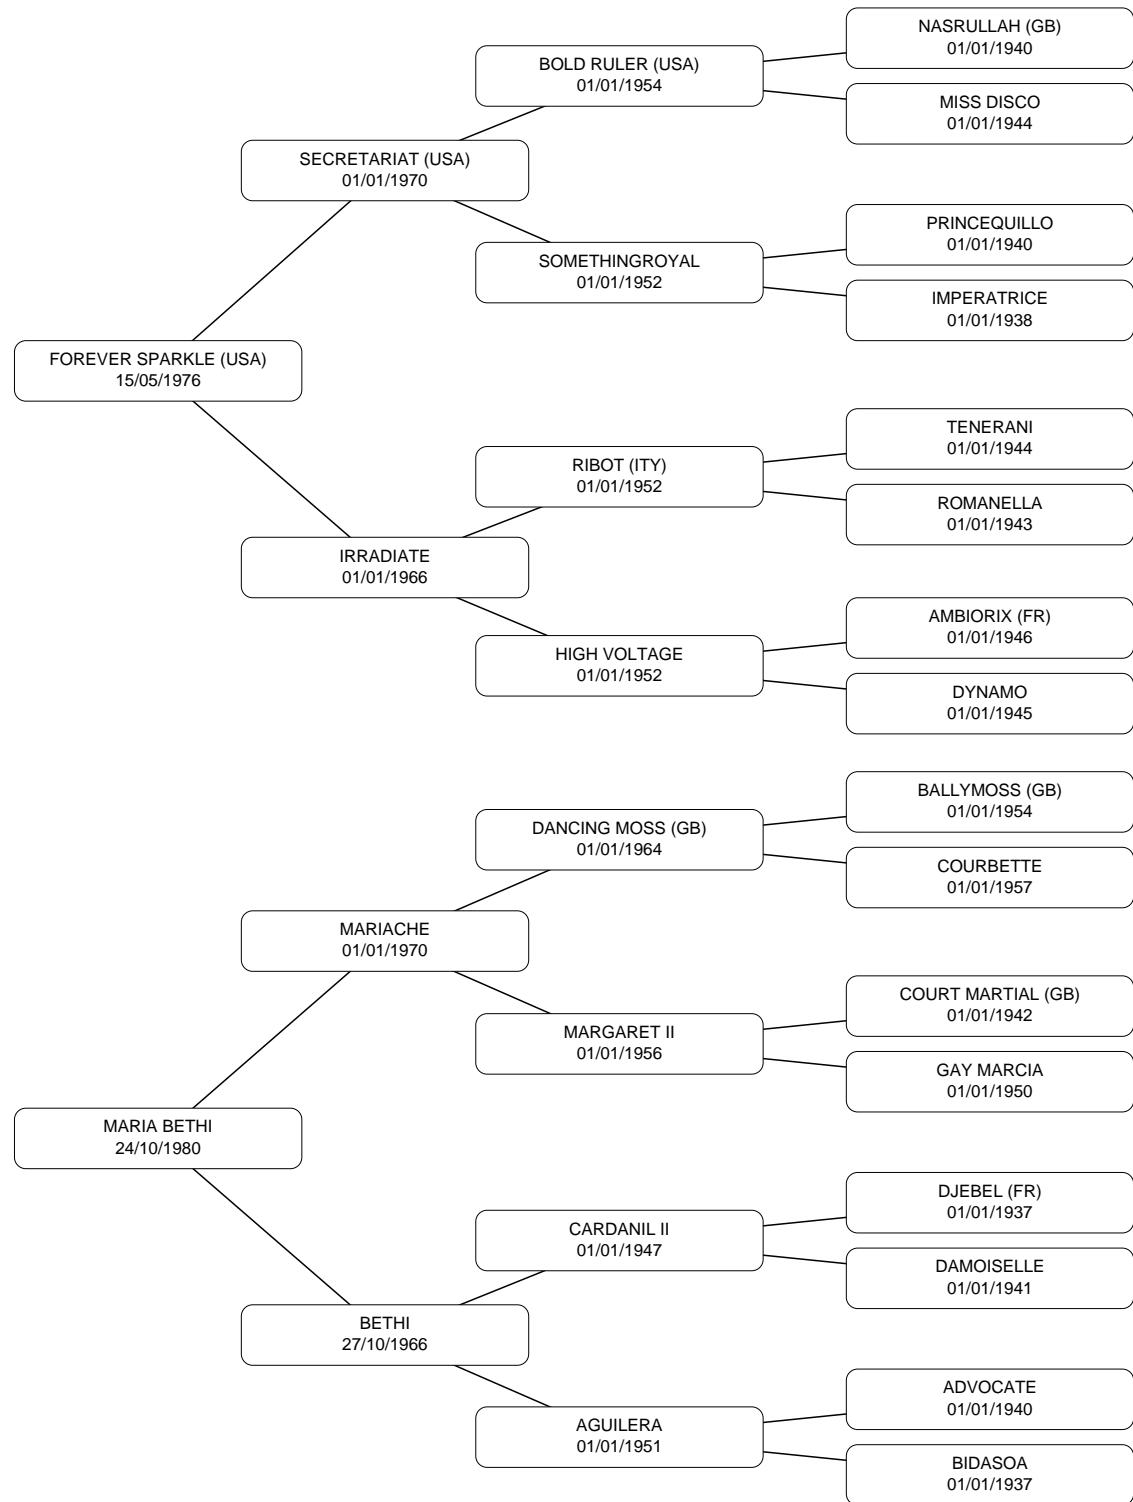 NASRULLAH (GB)
01/01/1940
BOLD RULER (USA)
01/01/1954
MISS DISCO
01/01/1944
SECRETARIAT (USA)
01/01/1970
PRINCEQUILLO
01/01/1940
SOMETHINGROYAL
01/01/1952
IMPERATRICE
01/01/1938
FOREVER SPARKLE (USA)
15/05/1976
TENERANI
01/01/1944
RIBOT (ITY)
01/01/1952
ROMANELLA
01/01/1943
IRRADIATE
01/01/1966
AMBIORIX (FR)
01/01/1946
HIGH VOLTAGE
01/01/1952
DYNAMO
01/01/1945
BALLYMOSS (GB)
01/01/1954
DANCING MOSS (GB)
01/01/1964
COURBETTE
01/01/1957
MARIACHE
01/01/1970
COURT MARTIAL (GB)
01/01/1942
MARGARET II
01/01/1956
GAY MARCIA
01/01/1950
MARIA BETHI
24/10/1980
DJEBEL (FR)
01/01/1937
CARDANIL II
01/01/1947
DAMOISELLE
01/01/1941
BETHI
27/10/1966
ADVOCATE
01/01/1940
AGUILERA
01/01/1951
BIDASOA
01/01/1937